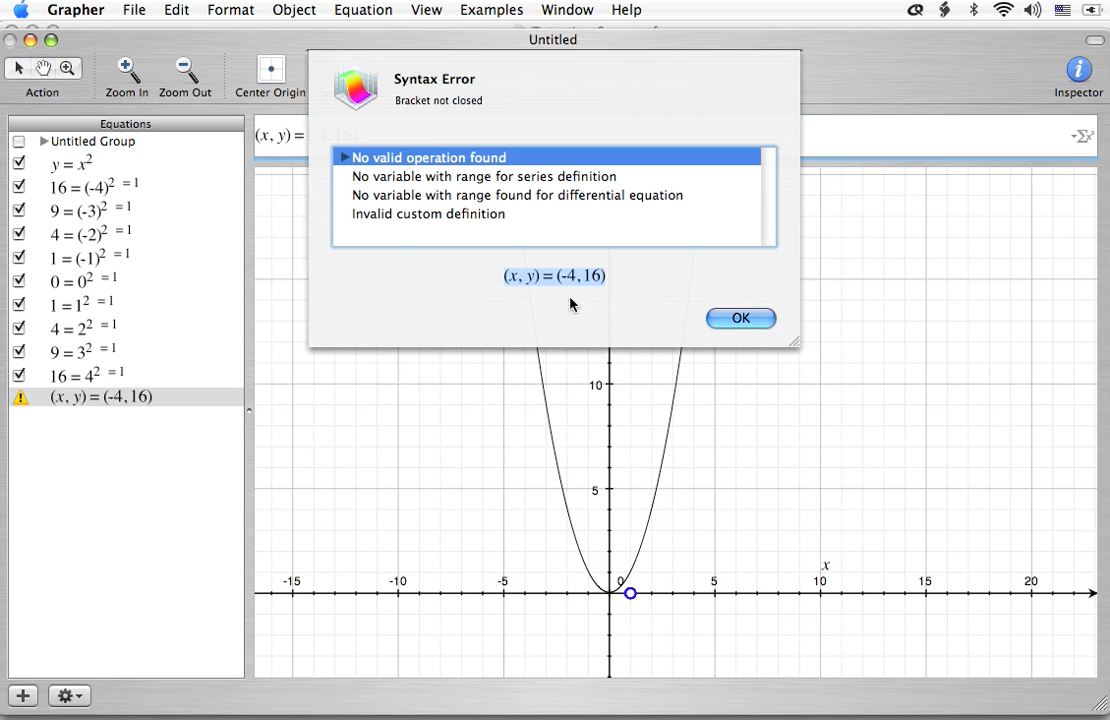 Grapher File Edit Format Object Equation View Examples Window Help
Untitled
Action Zoom In Zoom Out Center Origin Inspector
Syntax Error
Bracket not closed
Equations
(x, y) =
Untitled Group
y = x²
16 = (-4)² =1
9 = (-3)² =1
4 = (-2)² =1
1 = (-1)² =1
0 = 0² =1
1 = 1² =1
4 = 2² =1
9 = 3² =1
16 = 4² =1
(x, y) = (-4, 16)
No valid operation found
No variable with range for series definition
No variable with range found for differential equation
Invalid custom definition
(x, y) = (-4, 16)
OK
10
5
x
-15 -10 -5 0 5 10 15 20